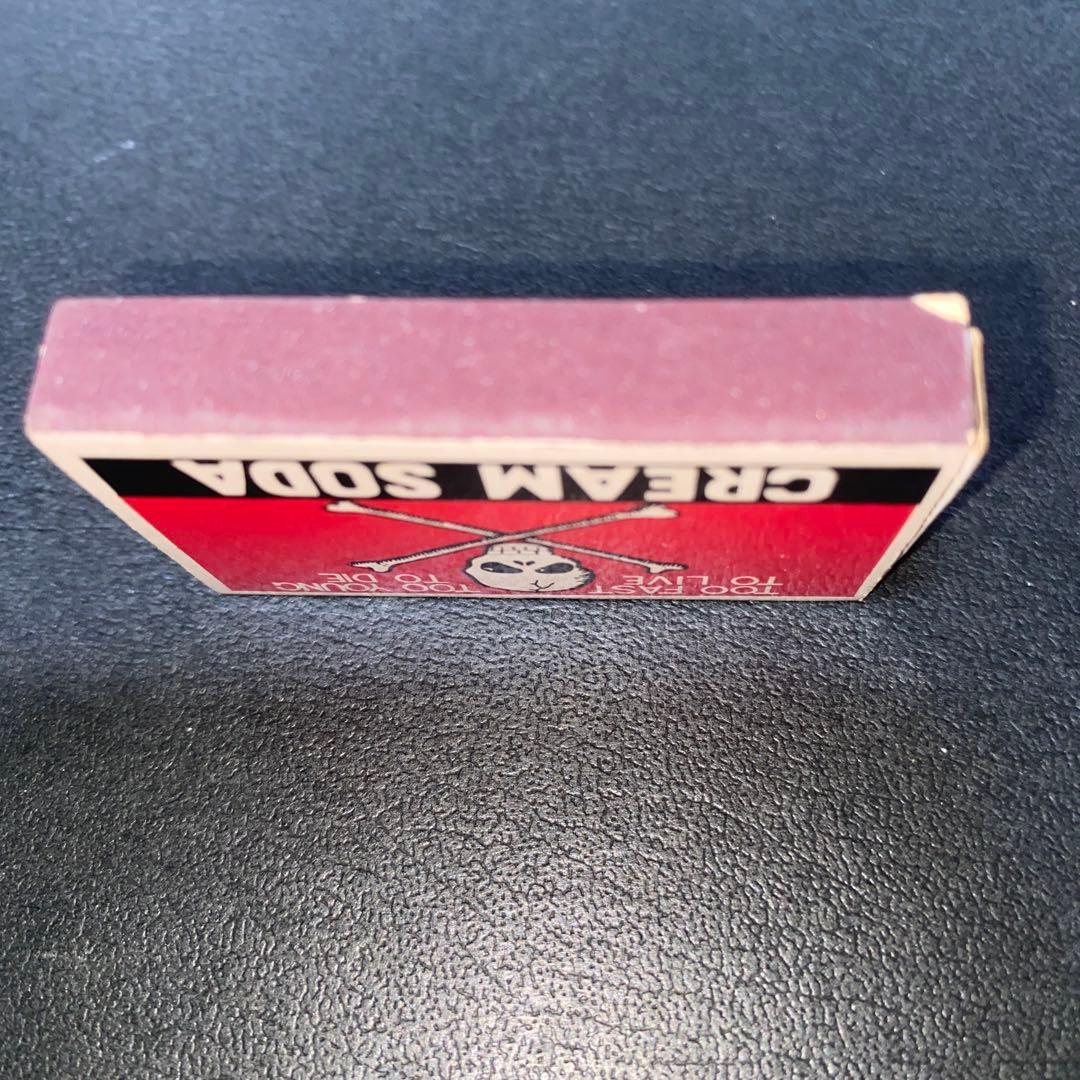 TOO FAST
TO LIVE
TOO YOUNG
TO DIE
CREAM SODA